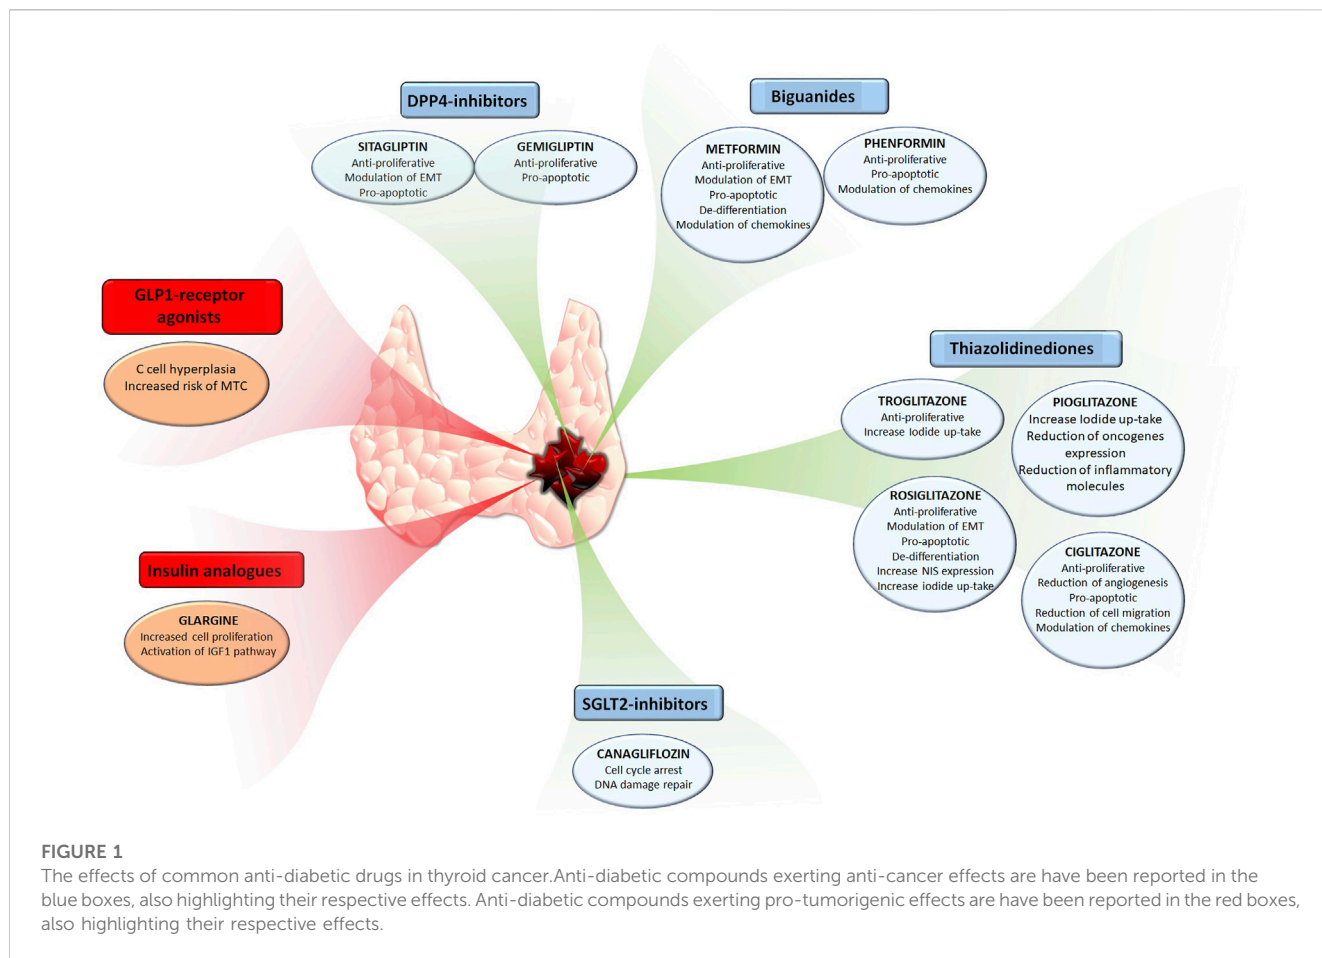 DPP4-inhibitors
SITAGLIPTIN
Anti-proliferative
Modulation of EMT
Pro-apoptotic
GEMIGLIPTIN
Anti-proliferative
Pro-apoptotic
Biguanides
METFORMIN
Anti-proliferative
Modulation of EMT
Pro-apoptotic
De-differentiation
Modulation of chemokines
PHENFORMIN
Anti-proliferative
Pro-apoptotic
Modulation of chemokines
GLP1-receptor
agonists
C cell hyperplasia
Increased risk of MTC
Thiazolidinediones
TROGLITAZONE
Anti-proliferative
Increase Iodide up-take
PIOGLITAZONE
Increase Iodide up-take
Reduction of oncogenes
expression
Reduction of inflammatory
molecules
ROSIGLITAZONE
Anti-proliferative
Modulation of EMT
Pro-apoptotic
De-differentiation
Increase NIS expression
Increase iodide up-take
CIGLITAZONE
Anti-proliferative
Reduction of angiogenesis
Pro-apoptotic
Reduction of cell migration
Modulation of chemokines
Insulin analogues
GLARGINE
Increased cell proliferation
Activation of IGF1 pathway
SGLT2-inhibitors
CANAGLIFLOZIN
Cell cycle arrest
DNA damage repair
FIGURE 1
The effects of common anti-diabetic drugs in thyroid cancer.Anti-diabetic compounds exerting anti-cancer effects are have been reported in the
blue boxes, also highlighting their respective effects. Anti-diabetic compounds exerting pro-tumorigenic effects are have been reported in the red boxes,
also highlighting their respective effects.